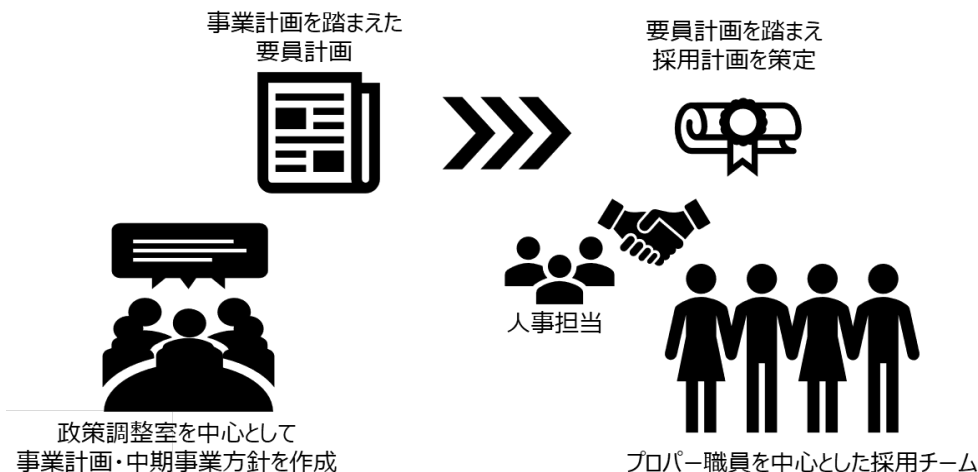 事業計画を踏まえた
要員計画
要員計画を踏まえ
採用計画を策定
人事担当
政策調整室を中心として
事業計画・中期事業方針を作成
プロパー職員を中心とした採用チーム